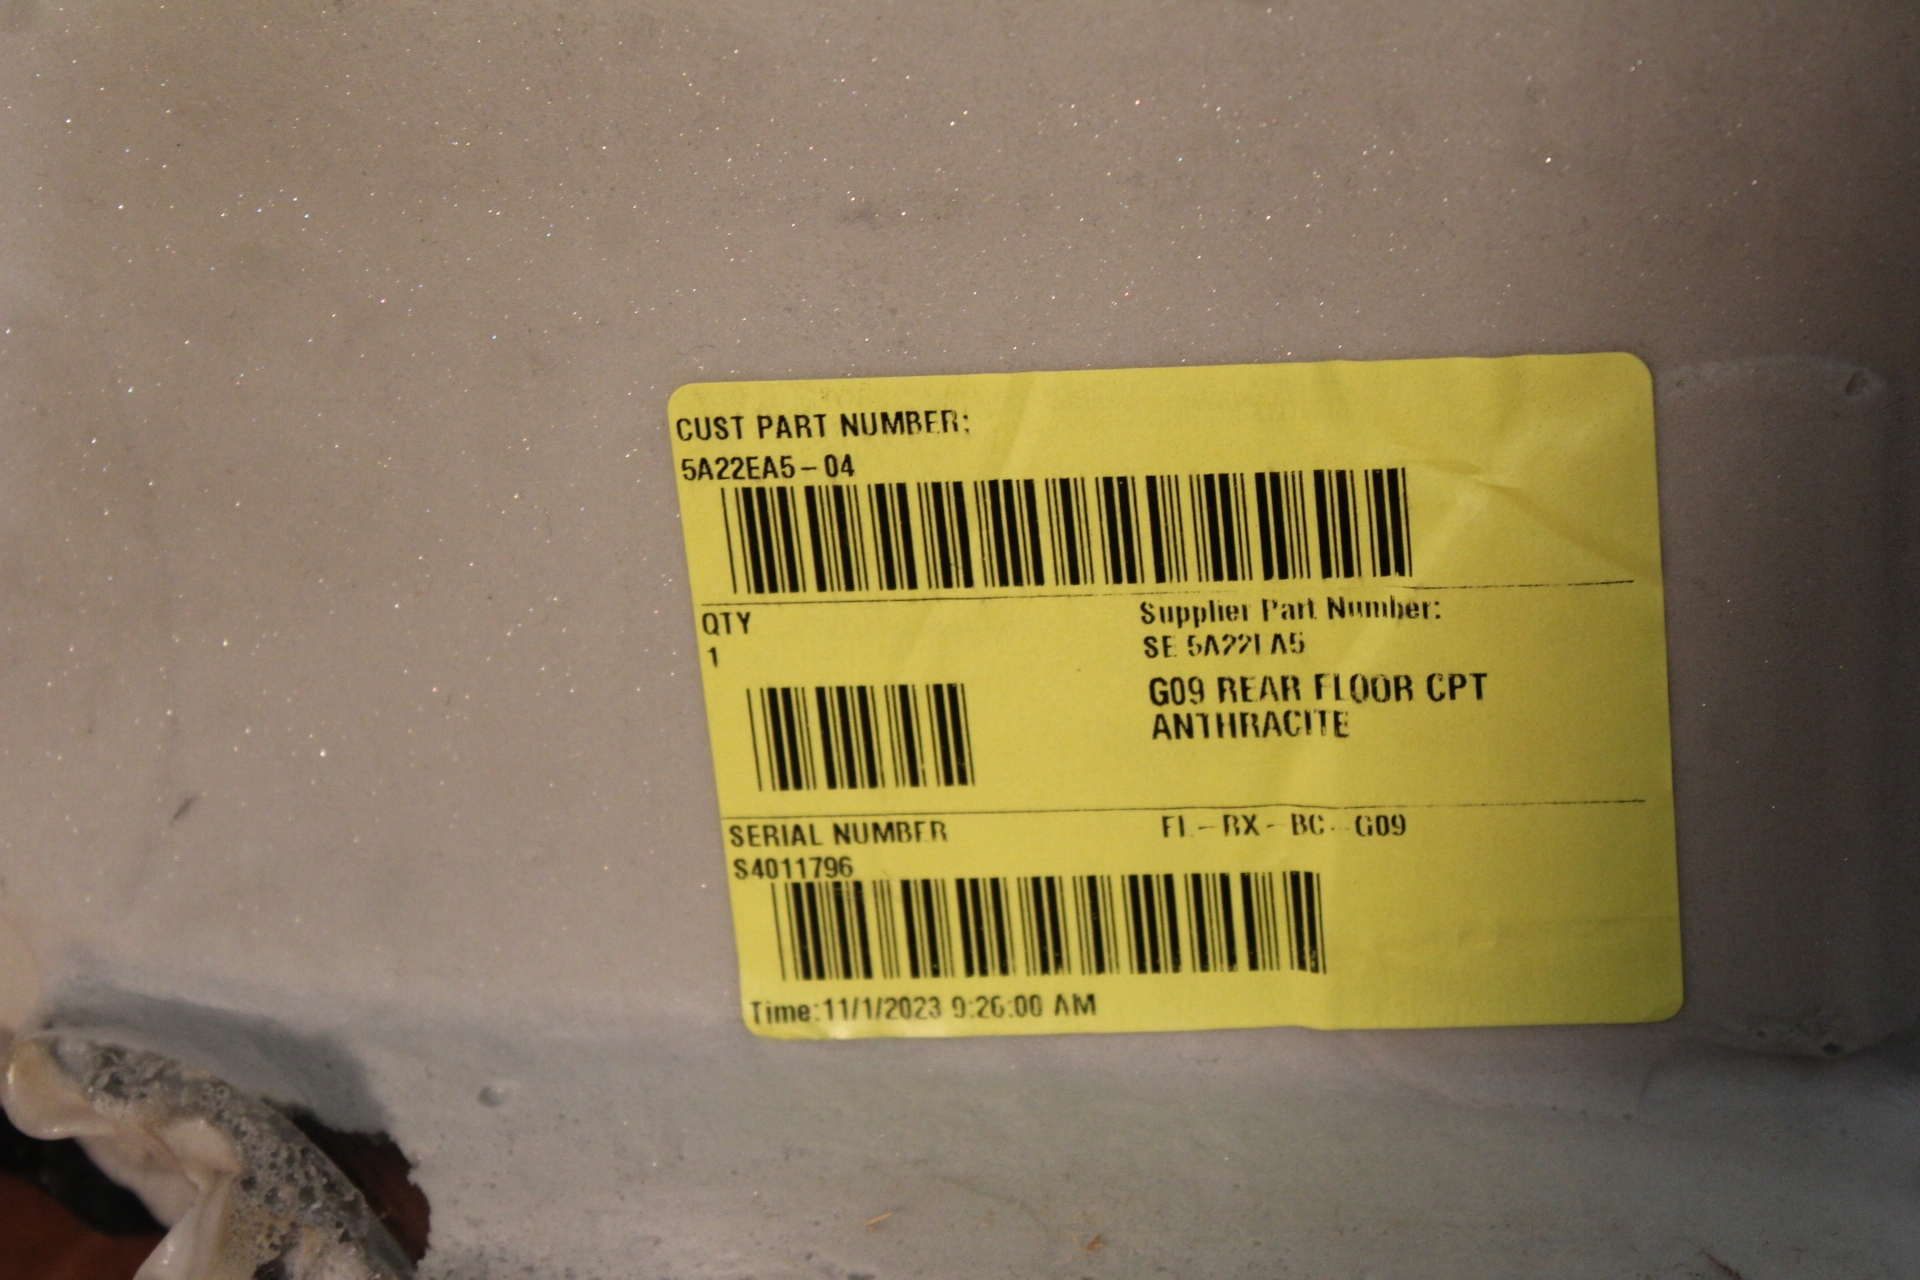 CUST PART NUMBER:
5A22EA5-04
QTY
1
Supplier Part Number:
SE 5A22EA5
G09 REAR FLOOR CPT
ANTHRACITE
SERIAL NUMBER
S4011796
FL-RX-BC-G09
Time:11/1/2023 9:26:00 AM